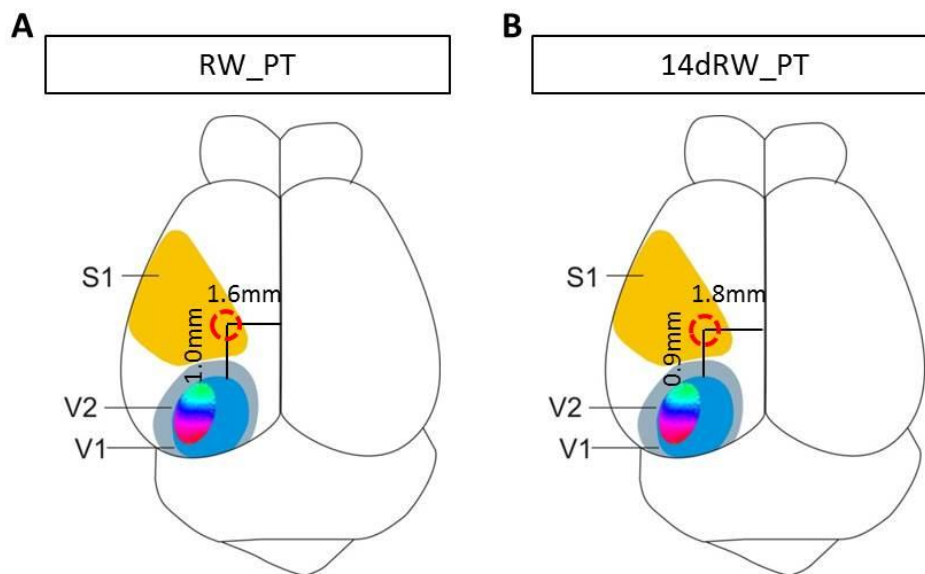 A
RW_PT
S1
1.6mm
1.0mm
V2
V1
B
14dRW_PT
S1
1.8mm
0.9mm
V2
V1